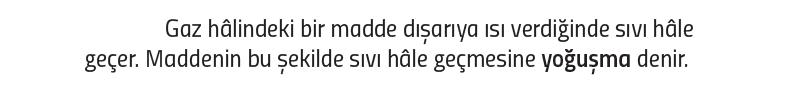 Gaz hâlindeki bir madde dışarıya ısı verdiğinde sıvı hâle
geçer. Maddenin bu şekilde sıvı hâle geçmesine yoğuşma denir.